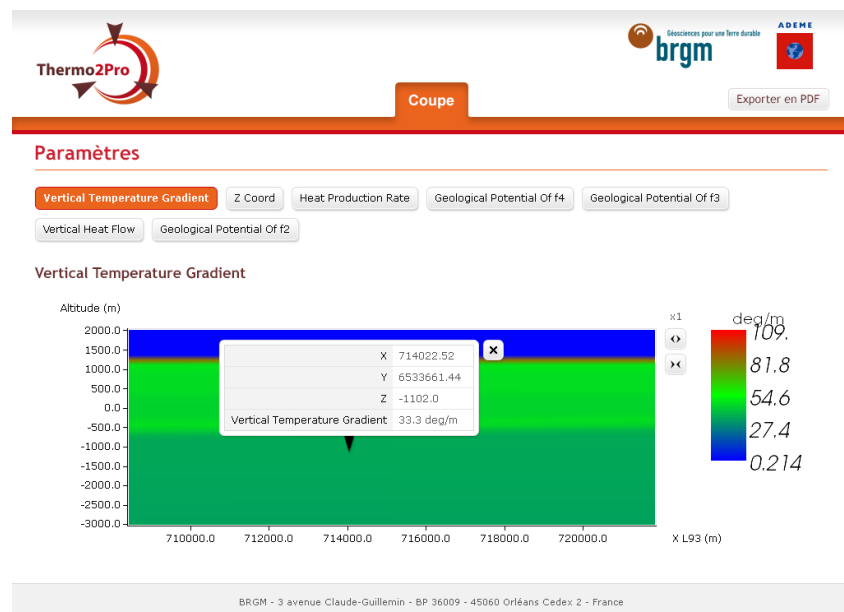 Thermo2Pro
Géosciences pour une Terre durable
brgm
ADEME
Coupe
Exporter en PDF
Paramètres
Vertical Temperature Gradient
Z Coord
Heat Production Rate
Geological Potential Of f4
Geological Potential Of f3
Vertical Heat Flow
Geological Potential Of f2
Vertical Temperature Gradient
Altitude (m)
2000.0
1500.0
1000.0
500.0
0.0
-500.0
-1000.0
-1500.0
-2000.0
-2500.0
-3000.0
X 714022.52
Y 6533661.44
Z -1102.0
Vertical Temperature Gradient 33.3 deg/m
x1
deg/m
109.
81.8
54.6
27.4
0.214
710000.0 712000.0 714000.0 716000.0 718000.0 720000.0 X L93 (m)
BRGM - 3 avenue Claude-Guillemin - BP 36009 - 45060 Orléans Cedex 2 - France